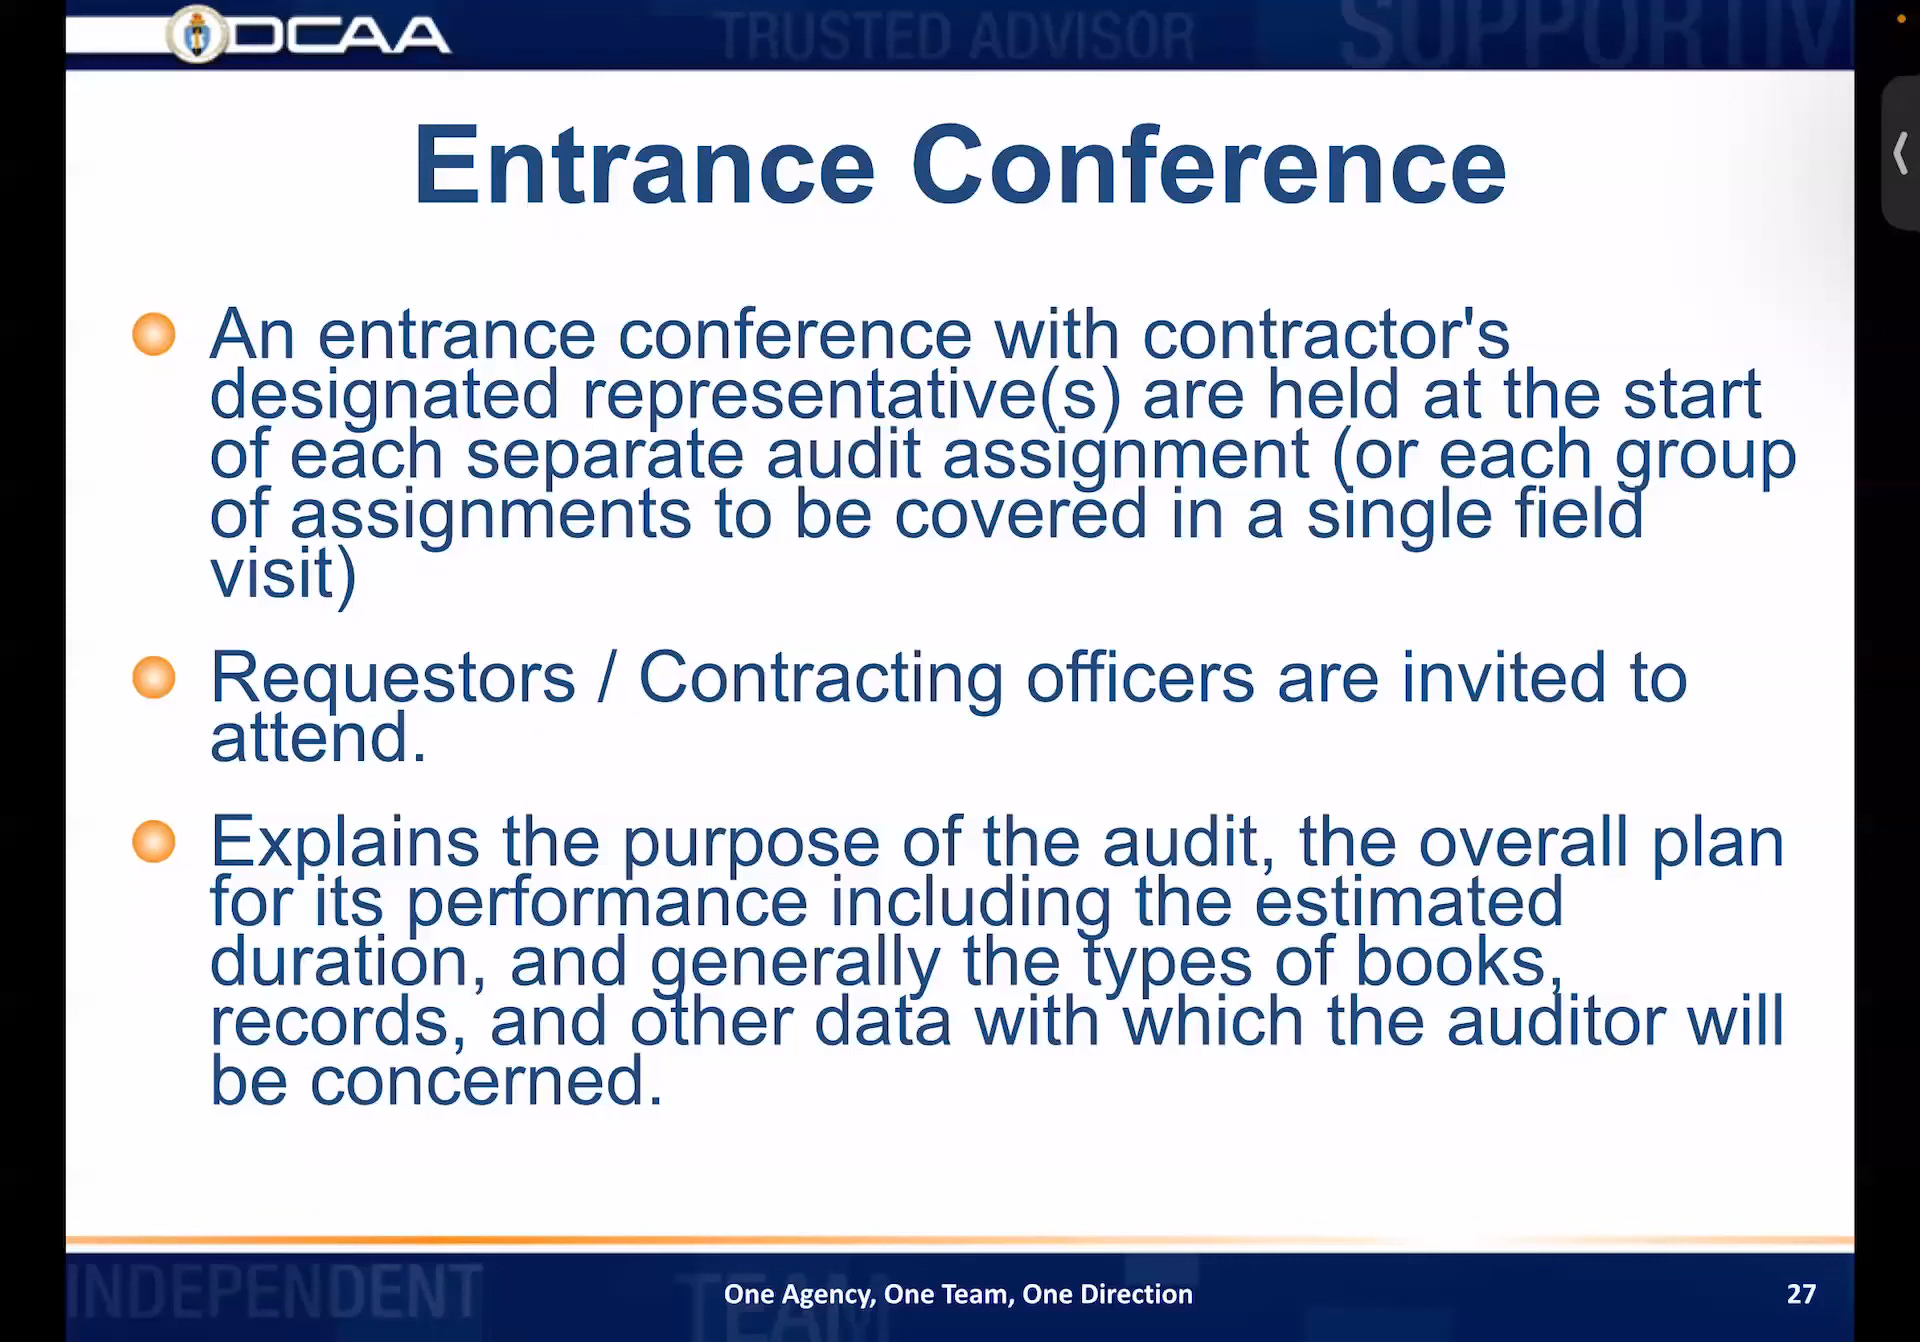 DCAA
TRUSTED ADVISOR
SUPPORTIV
Entrance Conference
An entrance conference with contractor's
designated representative(s) are held at the start
of each separate audit assignment (or each group
of assignments to be covered in a single field
visit)
Requestors / Contracting officers are invited to
attend.
Explains the purpose of the audit, the overall plan
for its performance including the estimated
duration, and generally the types of books,
records, and other data with which the auditor will
be concerned.
INDEPENDENT
TEAM
One Agency, One Team, One Direction
27